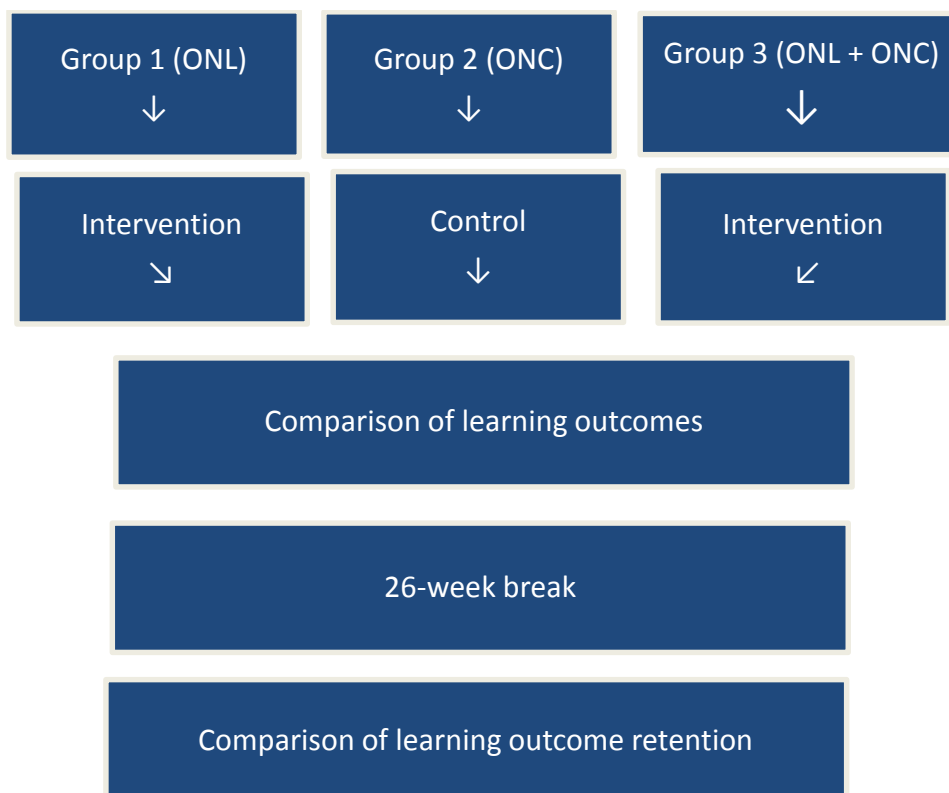 Group 1 (ONL)
↓
Group 2 (ONC)
↓
Group 3 (ONL + ONC)
↓
Intervention
↘
Control
↓
Intervention
↙
Comparison of learning outcomes
26-week break
Comparison of learning outcome retention